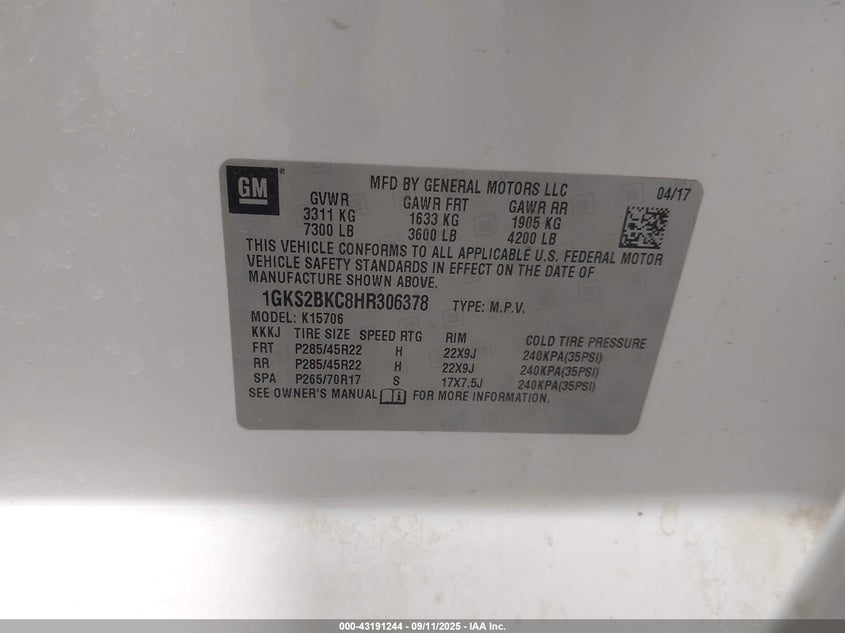 GM ®
MFD BY GENERAL MOTORS LLC 04/17
GVWR GAWR FRT GAWR RR
3311 KG 1633 KG 1905 KG
7300 LB 3600 LB 4200 LB
THIS VEHICLE CONFORMS TO ALL APPLICABLE U.S. FEDERAL MOTOR
VEHICLE SAFETY STANDARDS IN EFFECT ON THE DATE OF
MANUFACTURE SHOWN ABOVE.
1GKS2BKC8HR306378 TYPE: M.P.V.
MODEL: K15706
KKKJ TIRE SIZE SPEED RTG RIM COLD TIRE PRESSURE
FRT P285/45R22 H 22X9J 240KPA(35PSI)
RR P285/45R22 H 22X9J 240KPA(35PSI)
SPA P265/70R17 S 17X7.5J 240KPA(35PSI)
SEE OWNER'S MANUAL FOR MORE INFORMATION.
000-43191244 - 09/11/2025 - IAA Inc.